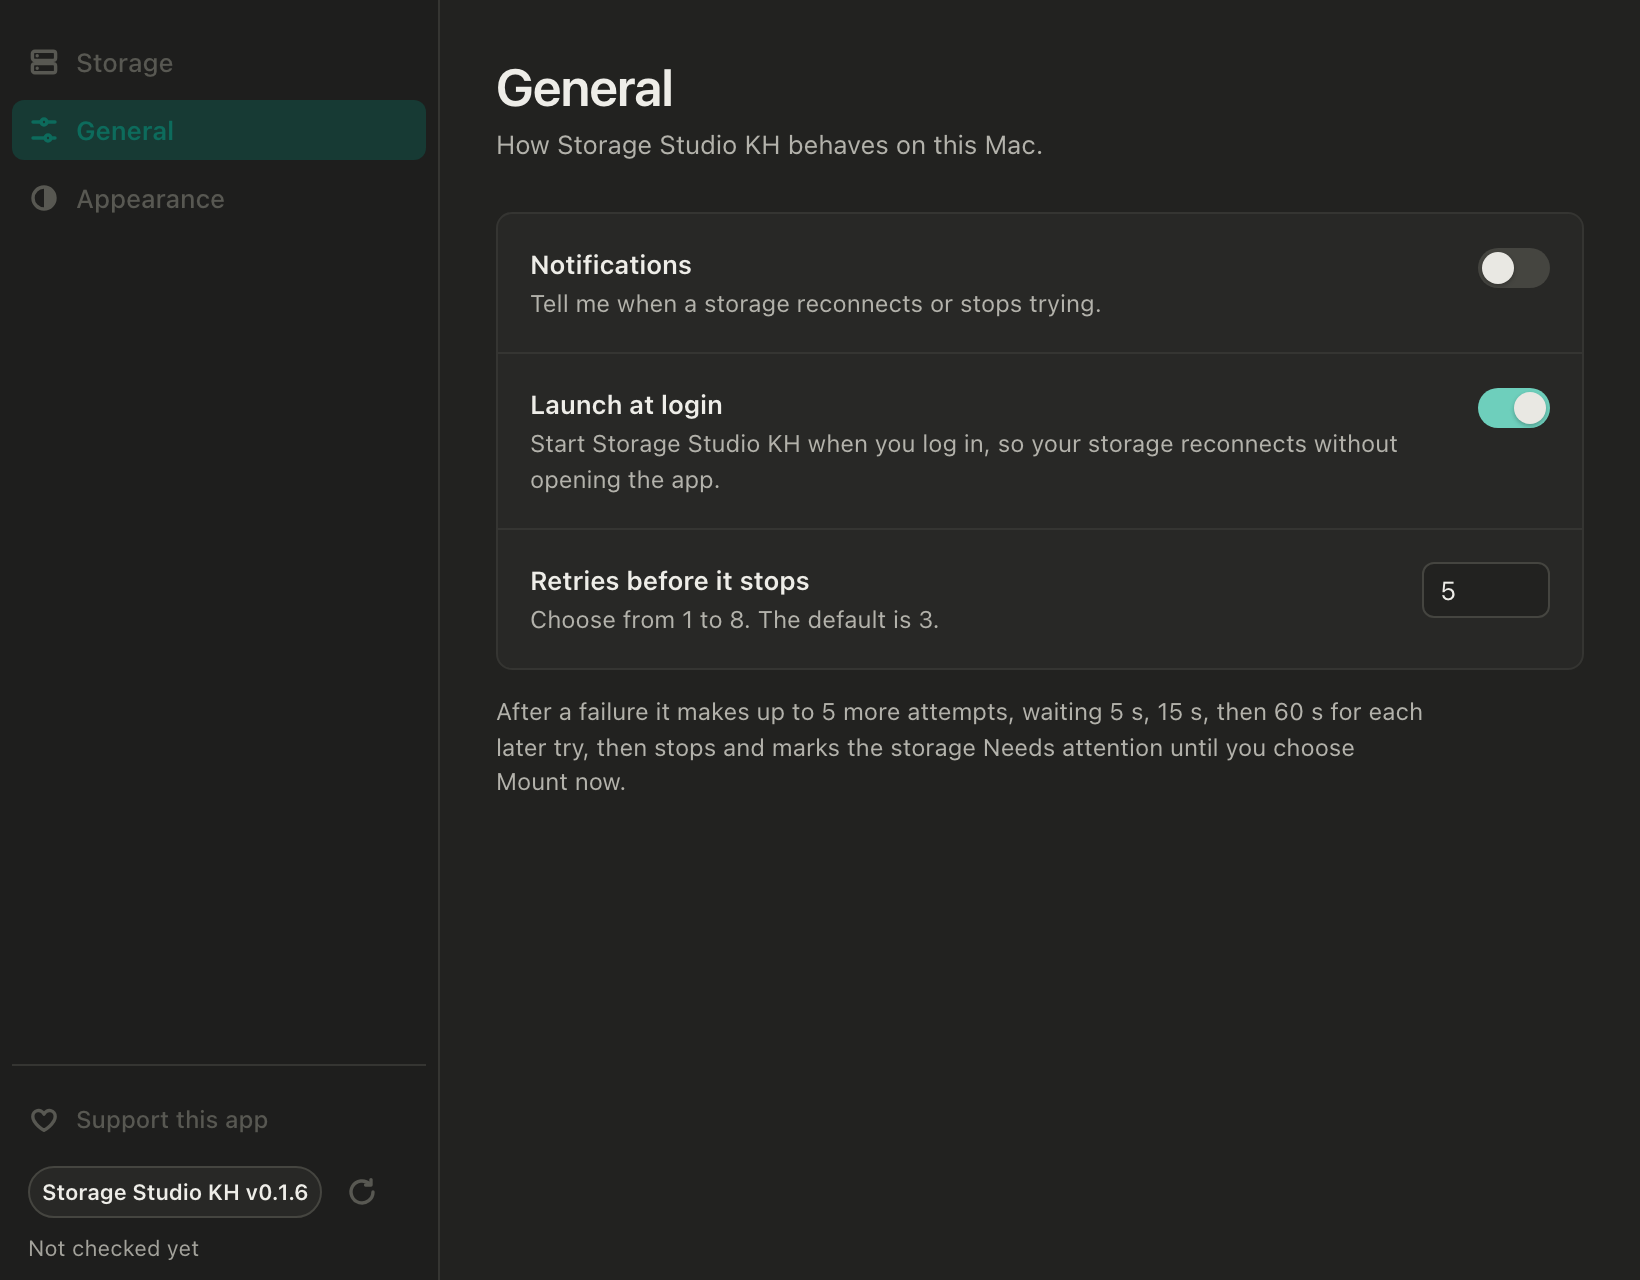 Storage
General
Appearance
Support this app
Storage Studio KH v0.1.6
Not checked yet
General
How Storage Studio KH behaves on this Mac.
Notifications
Tell me when a storage reconnects or stops trying.
Launch at login
Start Storage Studio KH when you log in, so your storage reconnects without
opening the app.
Retries before it stops
Choose from 1 to 8. The default is 3.
5
After a failure it makes up to 5 more attempts, waiting 5 s, 15 s, then 60 s for each
later try, then stops and marks the storage Needs attention until you choose
Mount now.